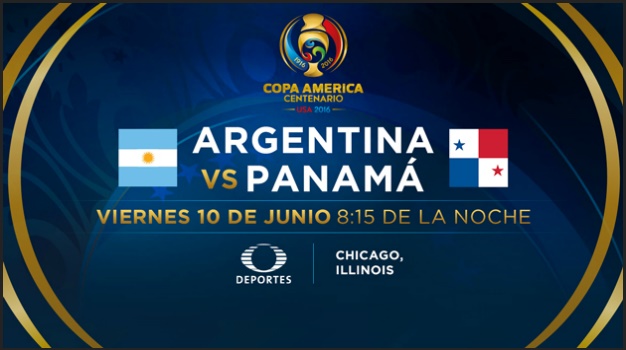 1916 2016
COPA AMERICA
CENTENARIO
USA 2016
ARGENTINA
VS PANAMÁ
VIERNES 10 DE JUNIO 8:15 DE LA NOCHE
DEPORTES
CHICAGO,
ILLINOIS